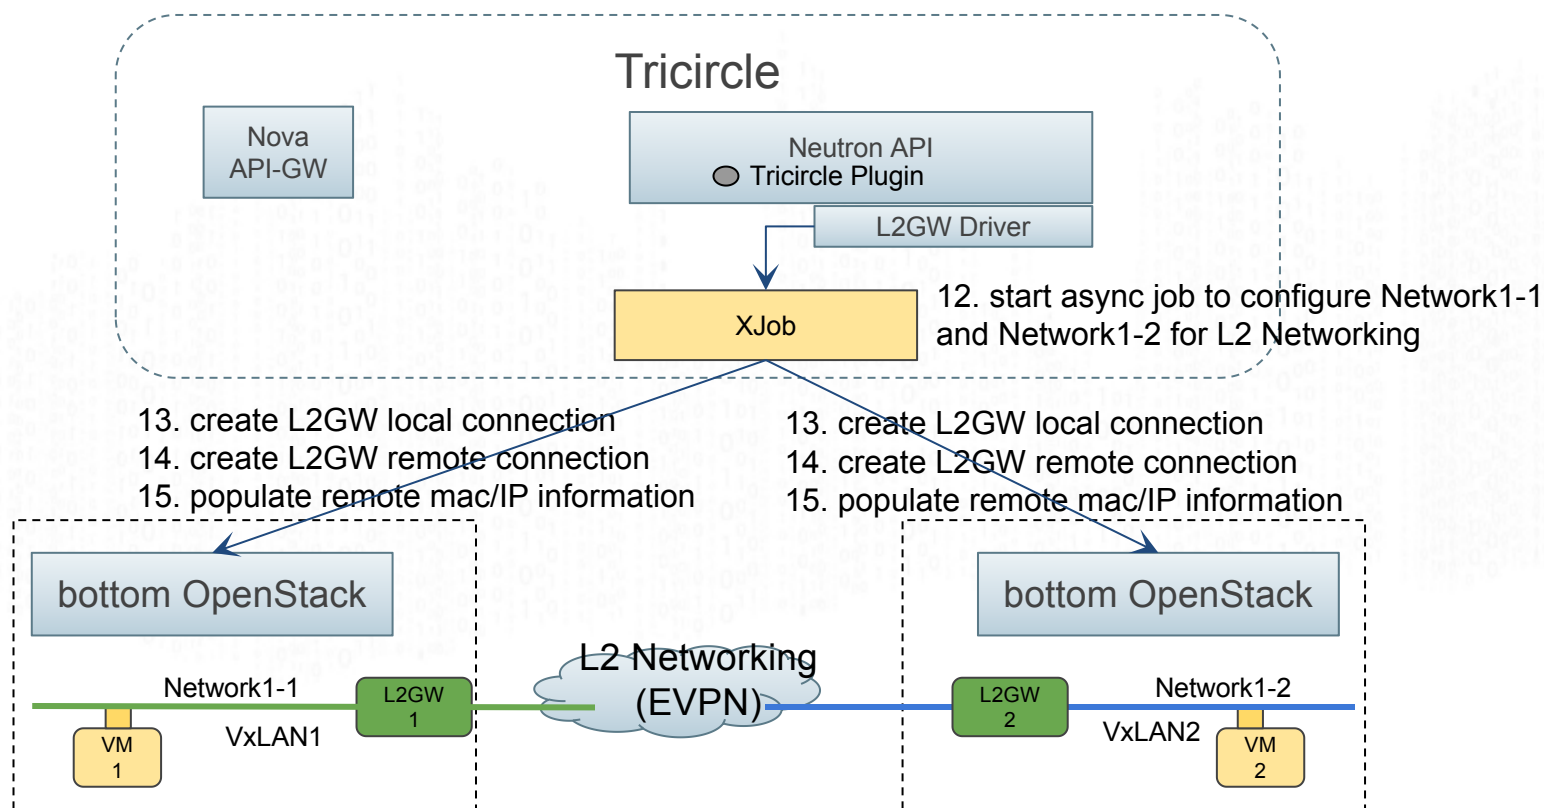 Tricircle
Nova
API-GW
Neutron API
Tricircle Plugin
L2GW Driver
XJob
12. start async job to configure Network1-1
and Network1-2 for L2 Networking
13. create L2GW local connection
14. create L2GW remote connection
15. populate remote mac/IP information
13. create L2GW local connection
14. create L2GW remote connection
15. populate remote mac/IP information
bottom OpenStack
bottom OpenStack
L2 Networking
(EVPN)
Network1-1
L2GW
1
VxLAN1
VM
1
L2GW
2
Network1-2
VxLAN2
VM
2